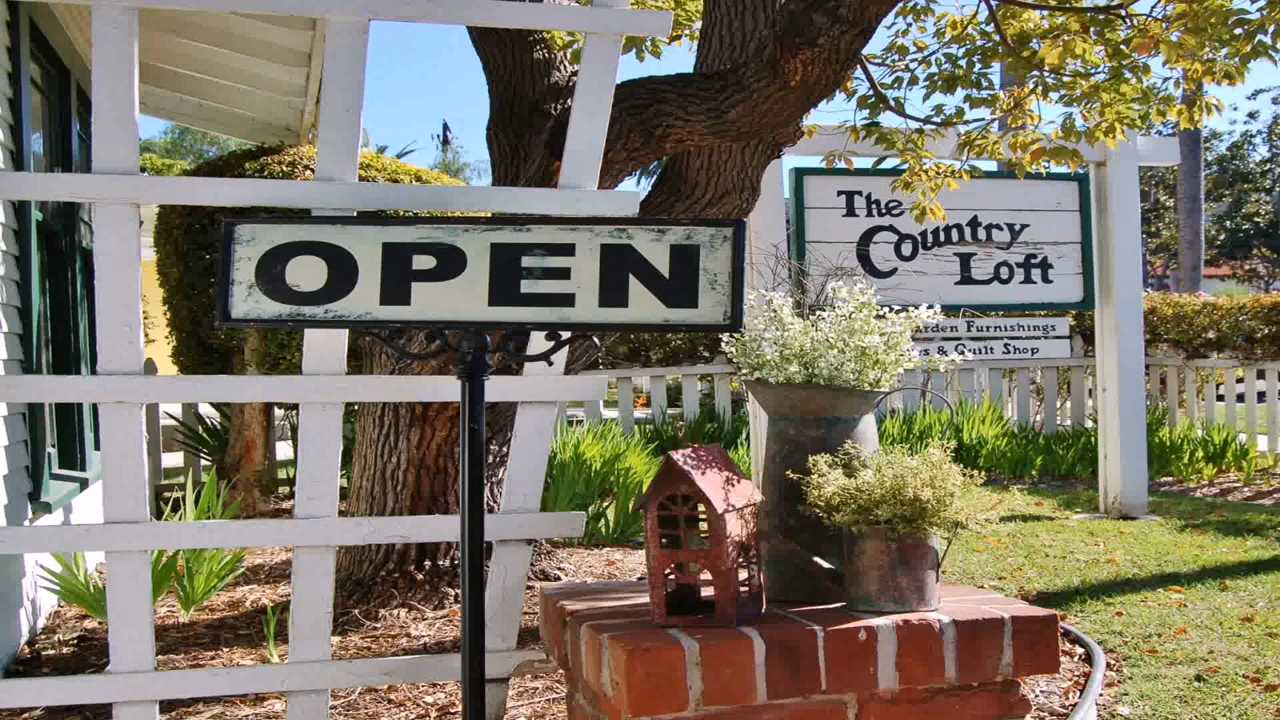 OPEN
The
Country
Loft
arden Furnishings
s & Quilt Shop